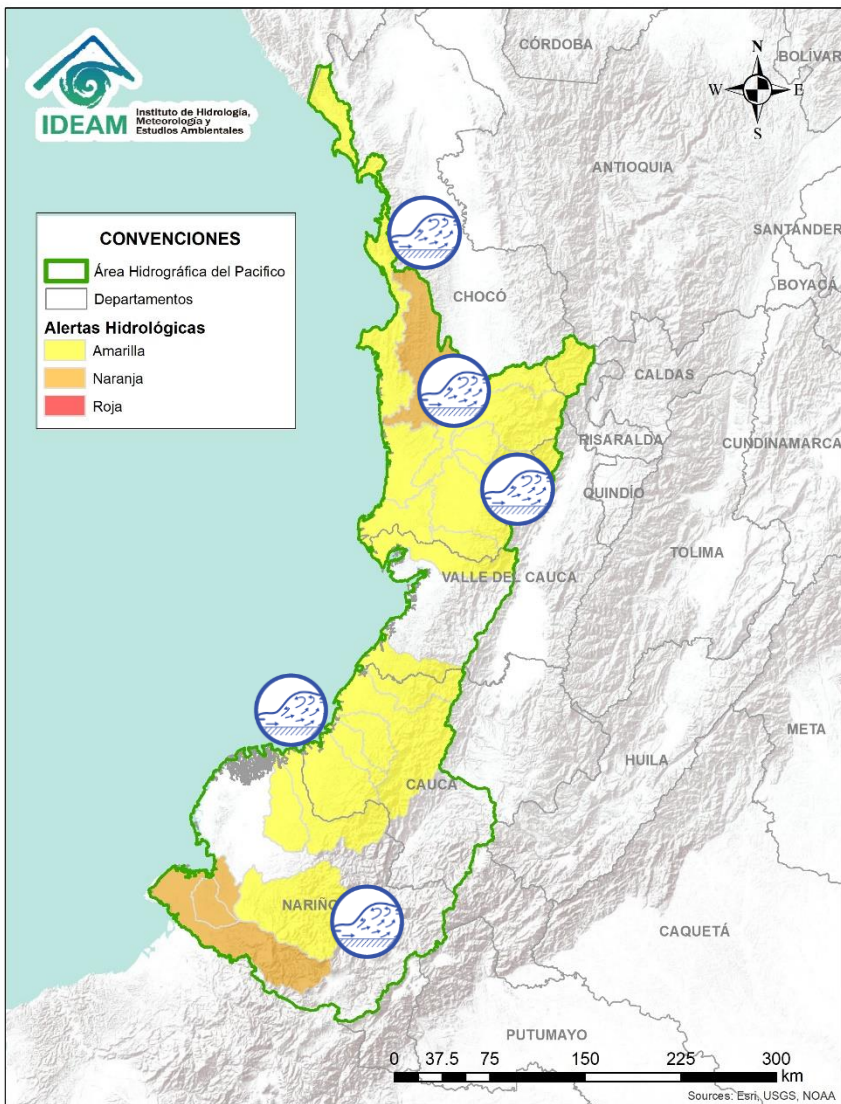 IDEAM
Instituto de Hidrología,
Meteorología y
Estudios Ambientales
N
W
E
S
CONVENCIONES
Área Hidrográfica del Pacifico
Departamentos
Alertas Hidrológicas
Amarilla
Naranja
Roja
CÓRDOBA
BOLÍVAR
ANTIOQUIA
SANTANDER
BOYACÁ
CHOCÓ
CALDAS
RISARALDA
CUNDINAMARCA
QUINDÍO
TOLIMA
VALLE DEL CAUCA
META
HUILA
CAUCA
NARIÑO
CAQUETÁ
PUTUMAYO
0 37.5 75 150 225 300
km
Sources: Esri, USGS, NOAA